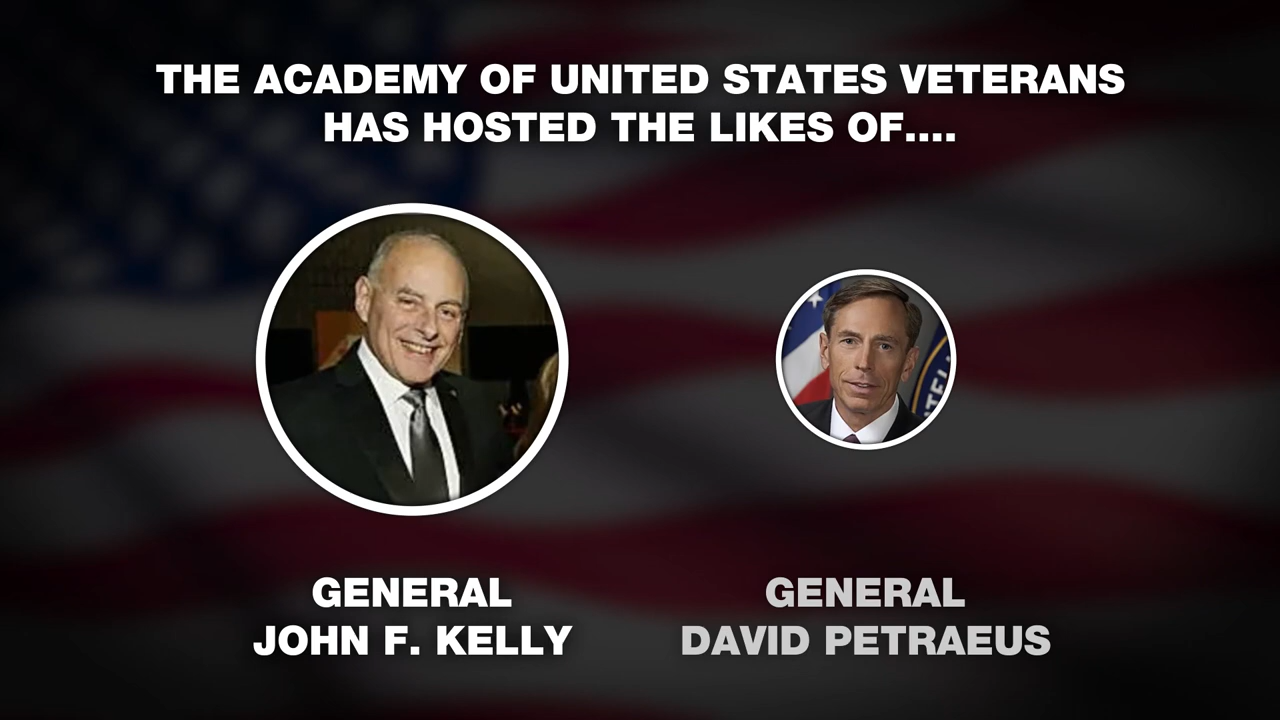 THE ACADEMY OF UNITED STATES VETERANS
HAS HOSTED THE LIKES OF....
GENERAL
JOHN F. KELLY
GENERAL
DAVID PETRAEUS